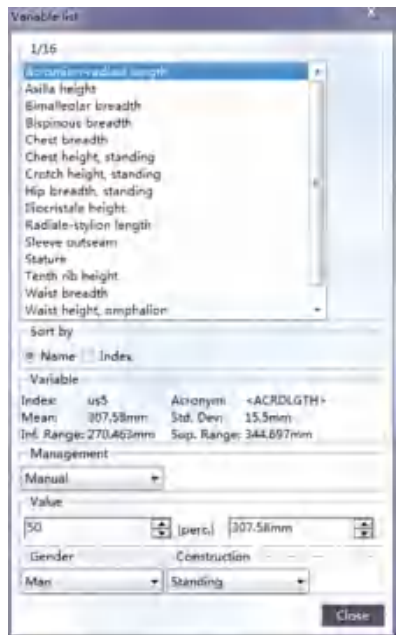 Variable list
1/16
Acromion-radiale length
Axilla height
Bimalleolar breadth
Bispinous breadth
Chest breadth
Chest height, standing
Crotch height, standing
Hip breadth, standing
Iliocristale height
Radiale-stylion length
Sleeve outseam
Stature
Tenth rib height
Waist breadth
Waist height, omphalion
Sort by
Name Index
Variable
Index: us5 Acronym: <ACRDLGTH>
Mean: 307.58mm Std. Dev: 15.5mm
Inf. Range: 270.463mm Sup. Range: 344.697mm
Management
Manual
Value
50 (perc.) 307.58mm
Gender Construction
Man Standing
Close